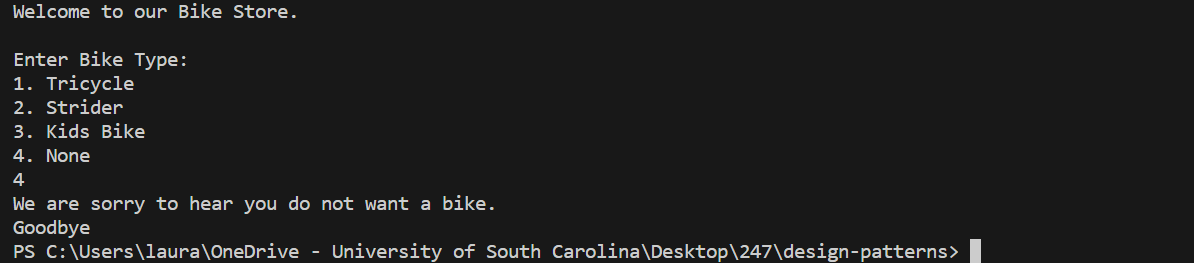 Welcome to our Bike Store.
Enter Bike Type:
1. Tricycle
2. Strider
3. Kids Bike
4. None
4
We are sorry to hear you do not want a bike.
Goodbye
PS C:\Users\laura\OneDrive - University of South Carolina\Desktop\247\design-patterns>